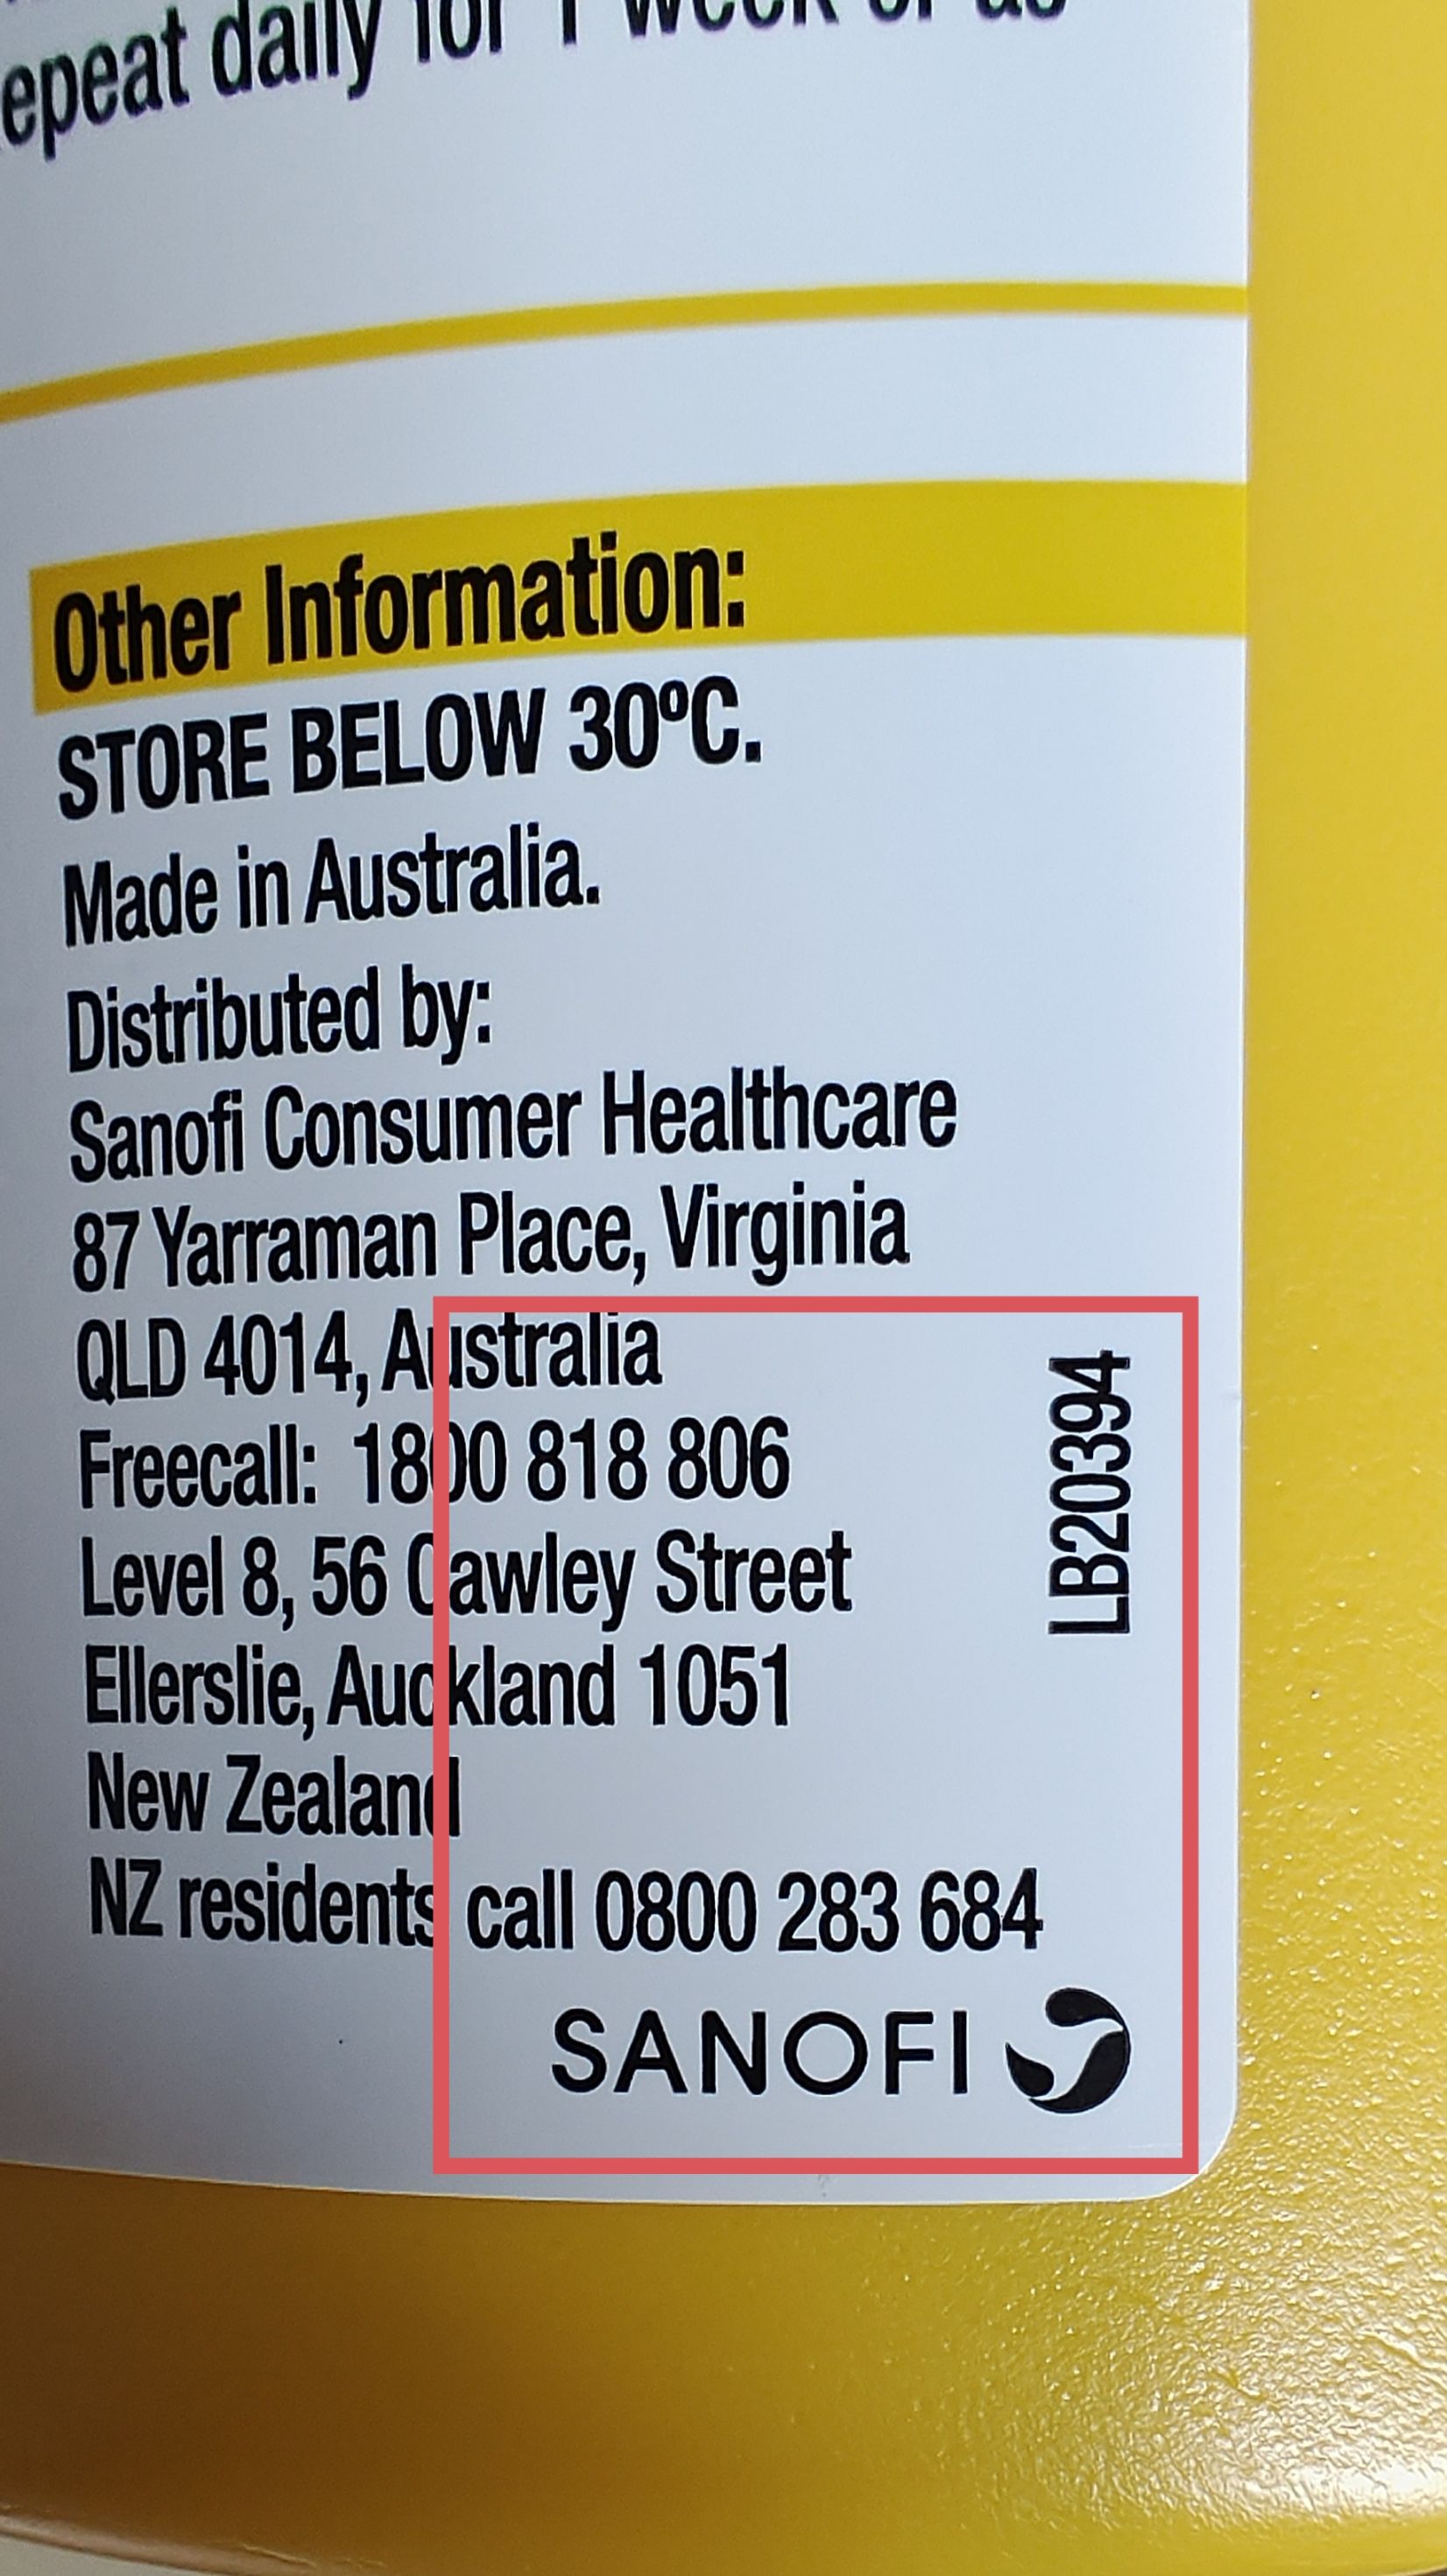 epeat daily for 1 week or as
Other Information:
STORE BELOW 30ºC.
Made in Australia.
Distributed by:
Sanofi Consumer Healthcare
87 Yarraman Place, Virginia
QLD 4014, Australia
Freecall: 1800 818 806
Level 8, 56 Cawley Street
Ellerslie, Auckland 1051
New Zealand
NZ residents call 0800 283 684
LB20394
SANOFI